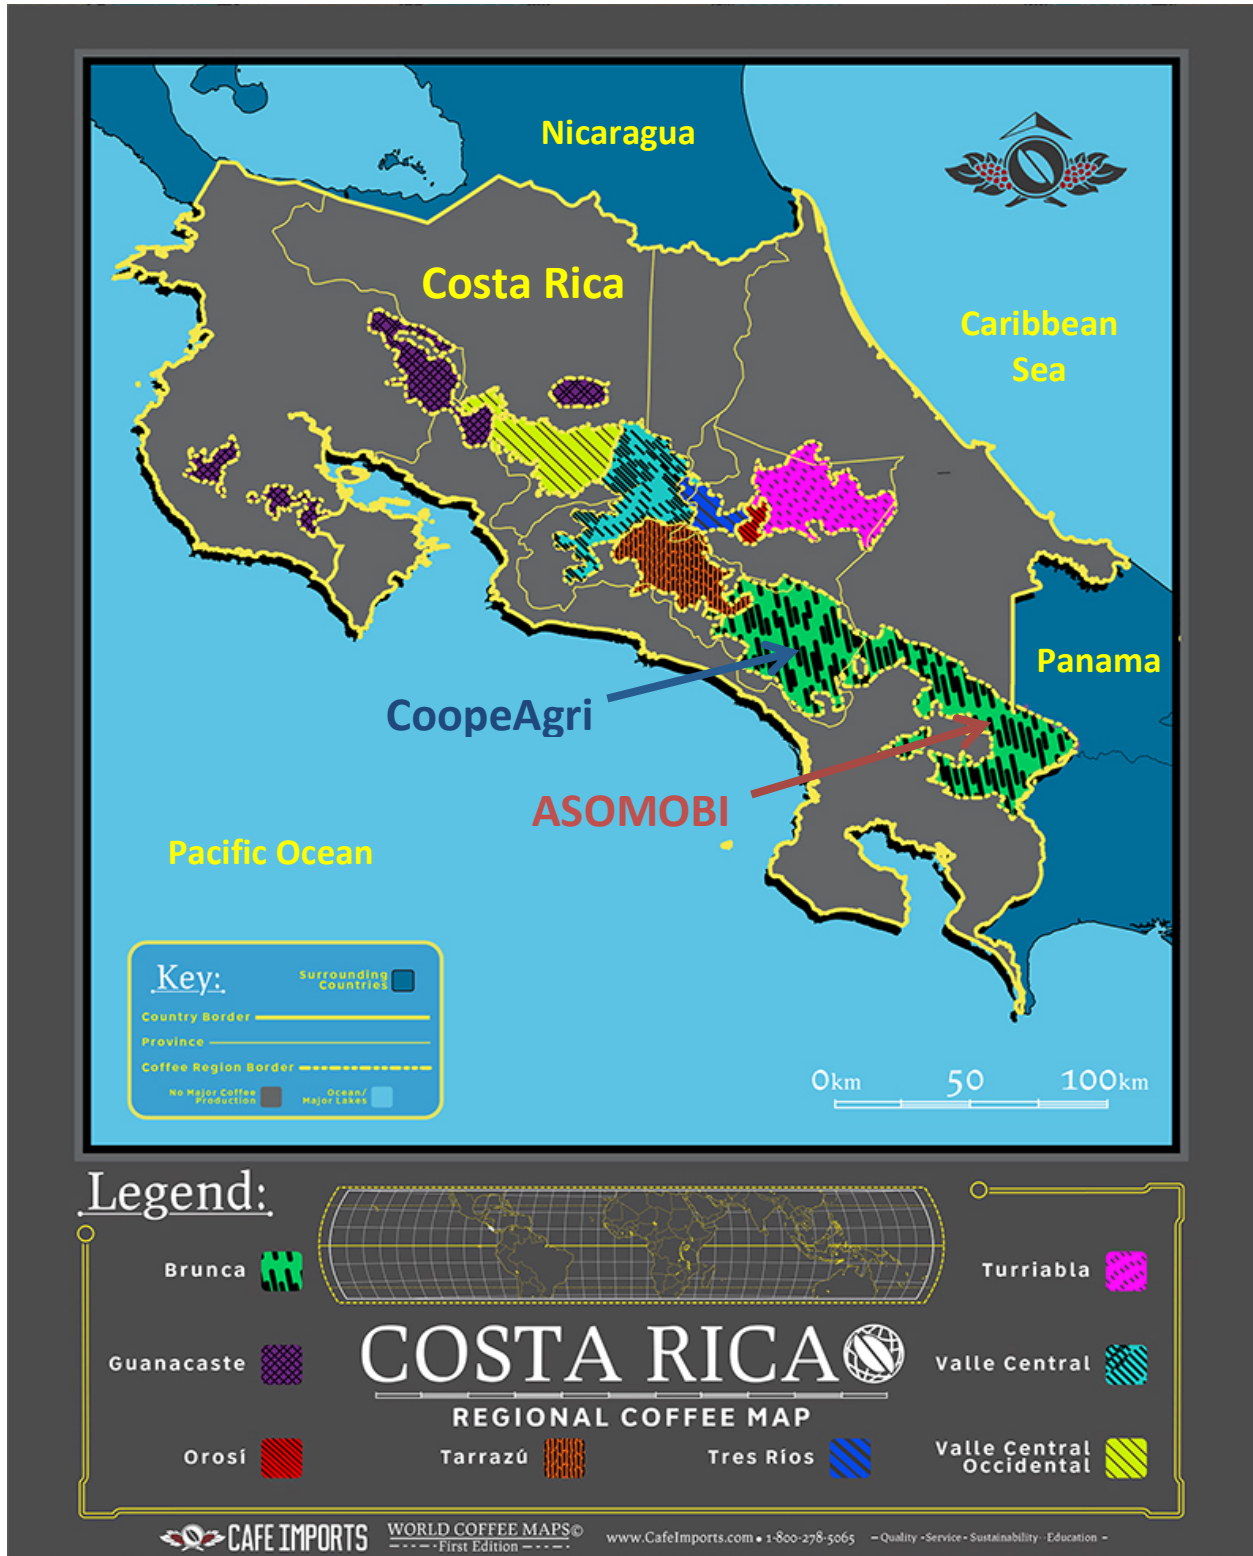 Nicaragua
Costa Rica
Caribbean
Sea
Panama
CoopeAgri
ASOMOBI
Pacific Ocean
Key:
Surrounding
Countries
Country Border
Province
Coffee Region Border
No Major Coffee
Production
Ocean/
Major Lakes
0km 50 100km
Legend:
Brunca
Turriabla
COSTA RICA
Guanacaste
Valle Central
REGIONAL COFFEE MAP
Orosí
Tarrazú
Tres Ríos
Valle Central
Occidental
CAFE IMPORTS
WORLD COFFEE MAPS©
First Edition
www.CafeImports.com • 1-800-278-5065
- Quality - Service - Sustainability - Education -